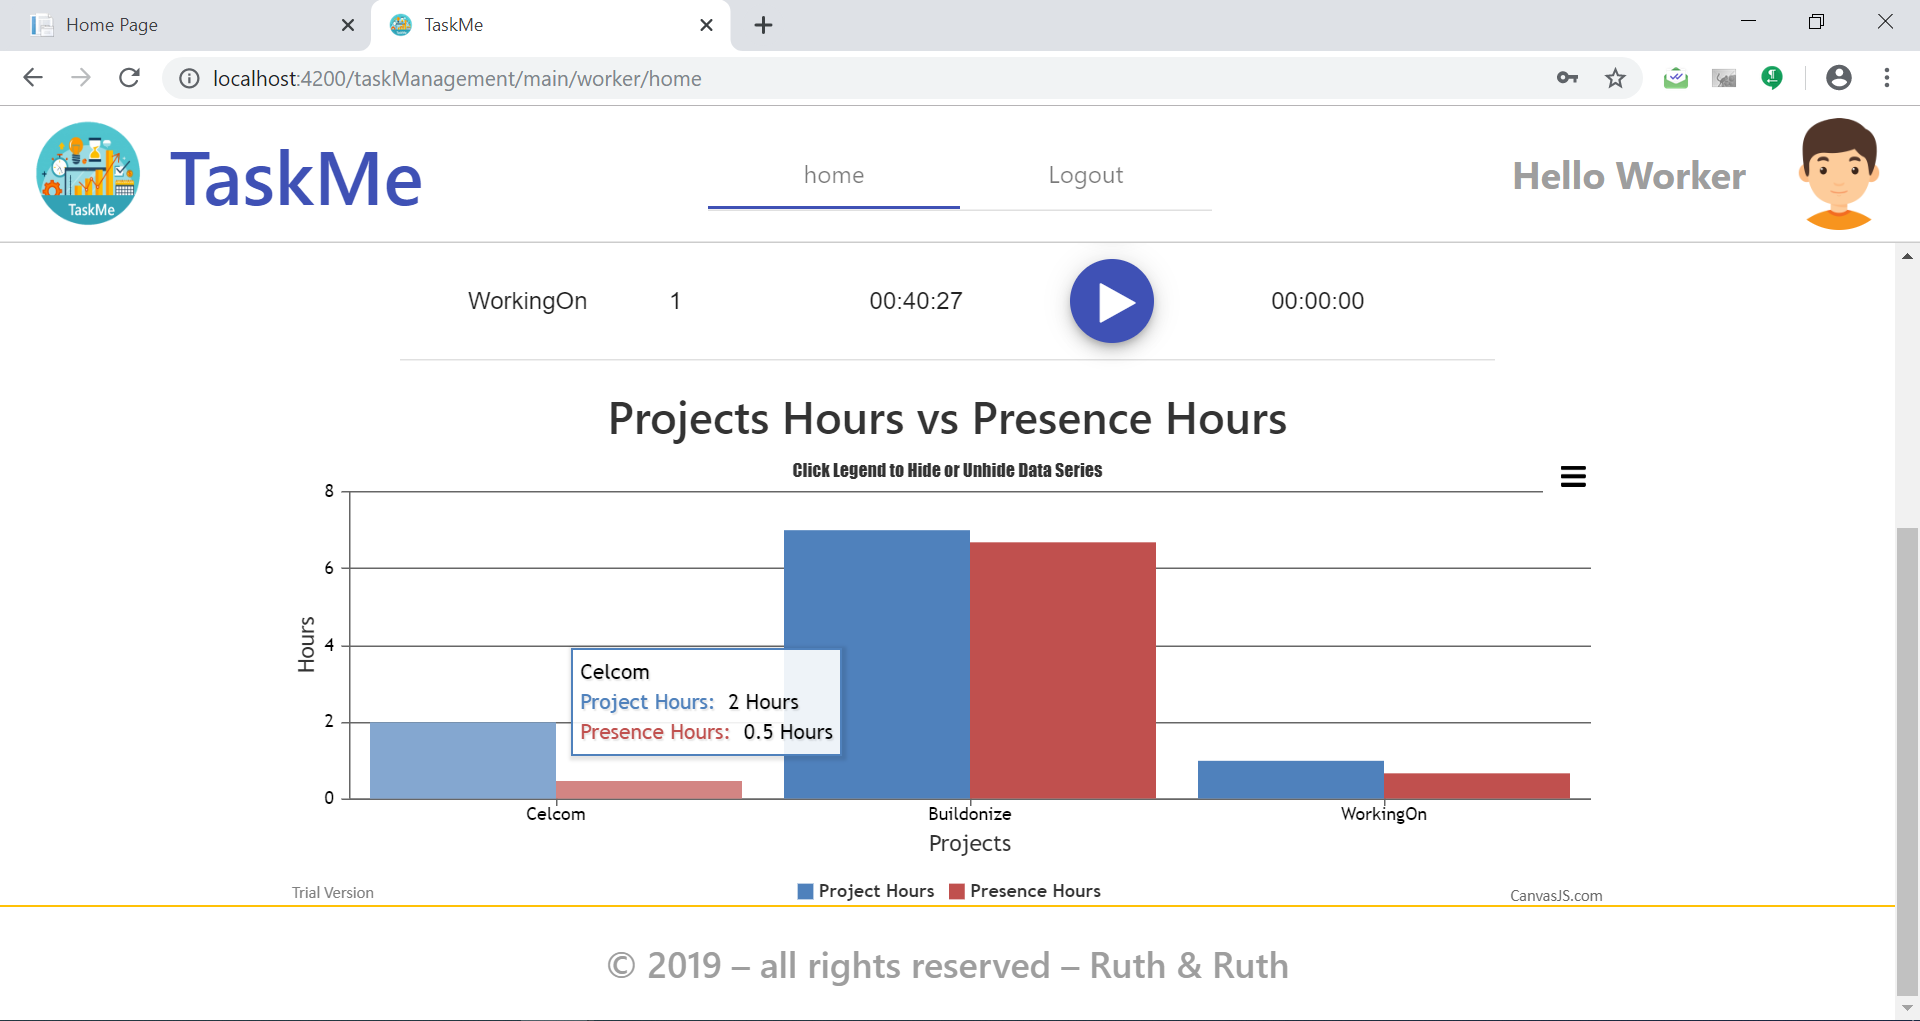 Home Page
TaskMe
localhost:4200/taskManagement/main/worker/home
TaskMe
TaskMe
home Logout
Hello Worker
WorkingOn 1 00:40:27 00:00:00
Projects Hours vs Presence Hours
Click Legend to Hide or Unhide Data Series
8
6
4
2
0
Hours
Celcom
Project Hours: 2 Hours
Presence Hours: 0.5 Hours
Celcom Buildonize WorkingOn
Projects
Trial Version
Project Hours Presence Hours
CanvasJS.com
© 2019 – all rights reserved – Ruth & Ruth